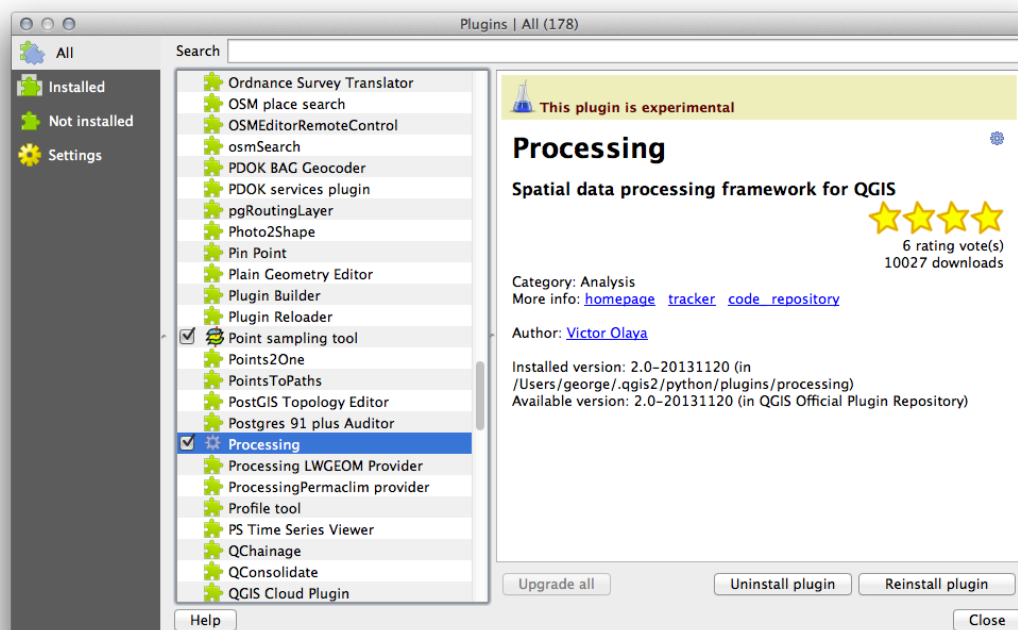 Plugins | All (178)
All
Installed
Not installed
Settings
Search
Ordnance Survey Translator
OSM place search
OSMEditorRemoteControl
osmSearch
PDOK BAG Geocoder
PDOK services plugin
pgRoutingLayer
Photo2Shape
Pin Point
Plain Geometry Editor
Plugin Builder
Plugin Reloader
Point sampling tool
Points2One
PointsToPaths
PostGIS Topology Editor
Postgres 91 plus Auditor
Processing
Processing LWGEOM Provider
ProcessingPermaclim provider
Profile tool
PS Time Series Viewer
QChainage
QConsolidate
QGIS Cloud Plugin
This plugin is experimental
Processing
Spatial data processing framework for QGIS
6 rating vote(s)
10027 downloads
Category: Analysis
More info: homepage tracker code_repository
Author: Victor Olaya
Installed version: 2.0-20131120 (in
/Users/george/.qgis2/python/plugins/processing)
Available version: 2.0-20131120 (in QGIS Official Plugin Repository)
Upgrade all
Uninstall plugin
Reinstall plugin
Help
Close